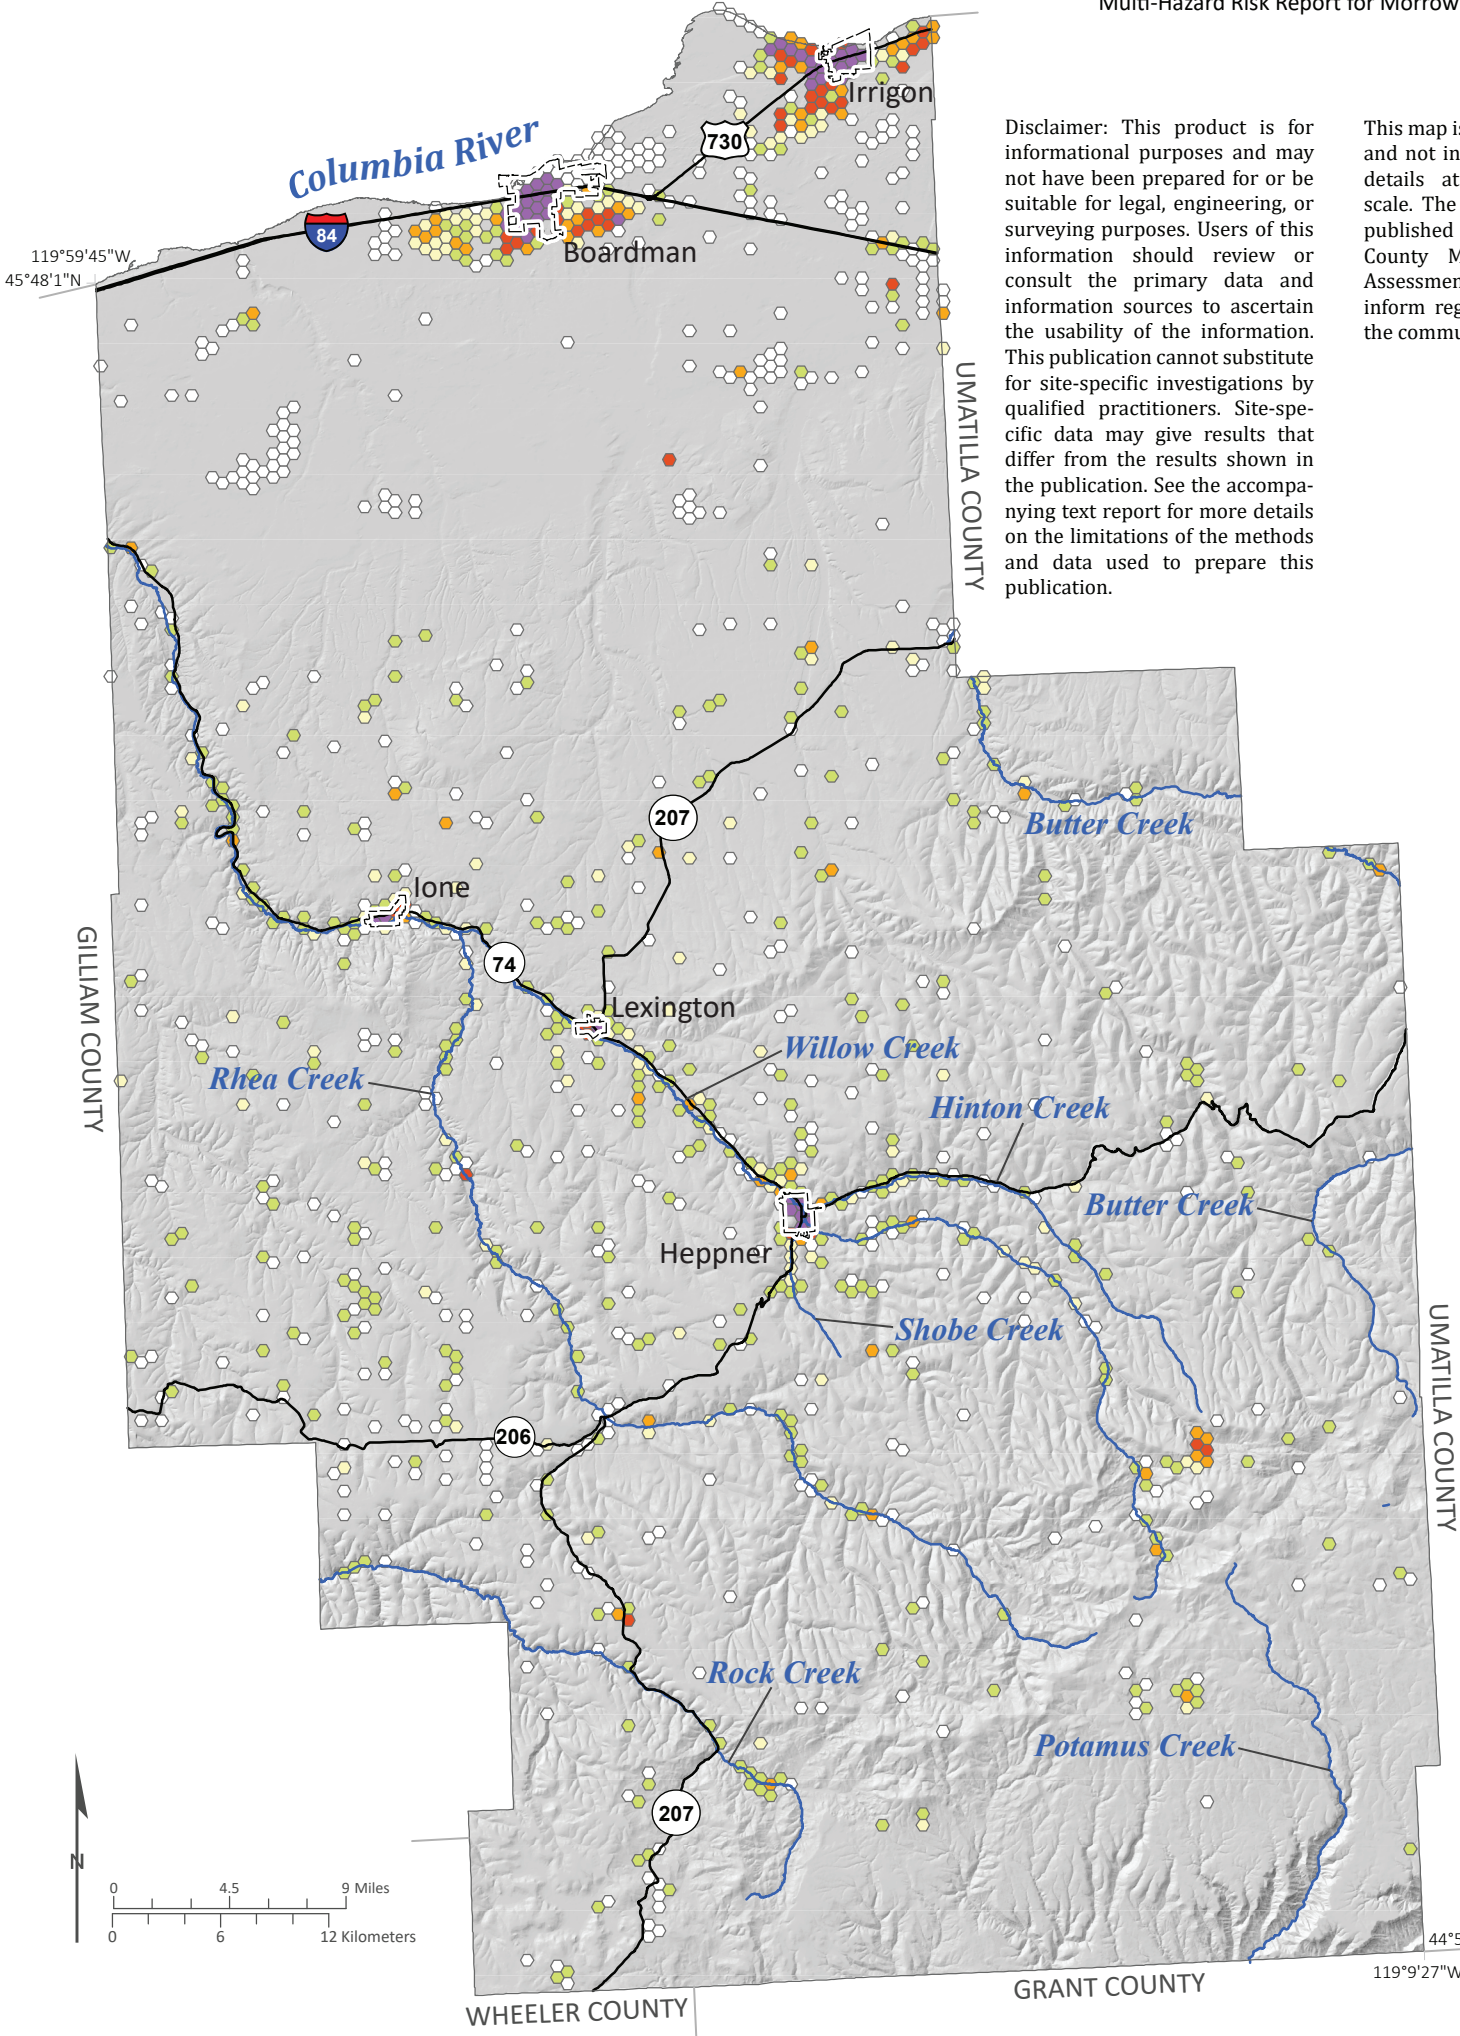 Multi-Hazard Risk Report for Morrow
Irrigon
730
Columbia River
84
Boardman
119°59'45"W
45°48'1"N
Disclaimer: This product is for
informational purposes and may
not have been prepared for or be
suitable for legal, engineering, or
surveying purposes. Users of this
information should review or
consult the primary data and
information sources to ascertain
the usability of the information.
This publication cannot substitute
for site-specific investigations by
qualified practitioners. Site-spe-
cific data may give results that
differ from the results shown in
the publication. See the accompa-
nying text report for more details
on the limitations of the methods
and data used to prepare this
publication.
This map is
and not in
details at
scale. The
published
County M
Assessmen
inform reg
the commu
UMATILLA COUNTY
207
Butter Creek
Ione
GILLIAM COUNTY
74
Lexington
Willow Creek
Rhea Creek
Hinton Creek
Butter Creek
Heppner
Shobe Creek
UMATILLA COUNTY
206
Rock Creek
Potamus Creek
207
N
0 4.5 9 Miles
0 6 12 Kilometers
44°5
119°9'27"W
GRANT COUNTY
WHEELER COUNTY